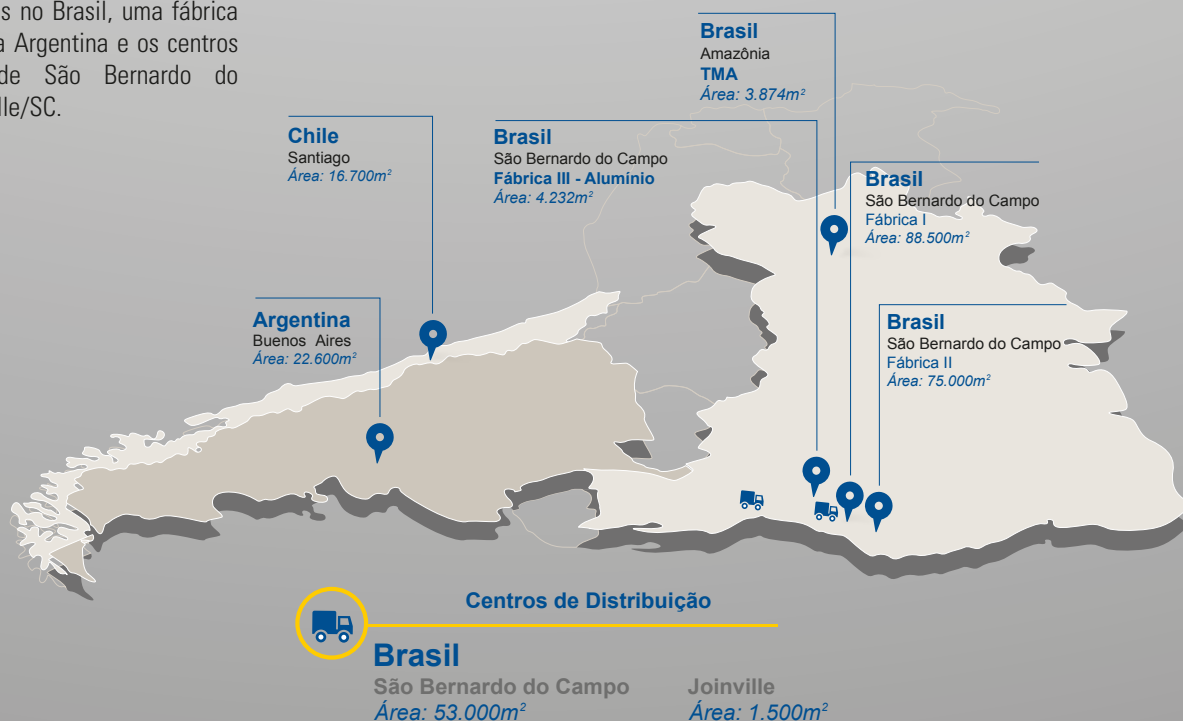 s no Brasil, uma fábrica
a Argentina e os centros
de São Bernardo do
lle/SC.
Brasil
Amazônia
TMA
Área: 3.874m²
Chile
Santiago
Área: 16.700m²
Brasil
São Bernardo do Campo
Fábrica III - Alumínio
Área: 4.232m²
Brasil
São Bernardo do Campo
Fábrica I
Área: 88.500m²
Argentina
Buenos Aires
Área: 22.600m²
Brasil
São Bernardo do Campo
Fábrica II
Área: 75.000m²
Centros de Distribuição
Brasil
São Bernardo do Campo
Área: 53.000m²
Joinville
Área: 1.500m²